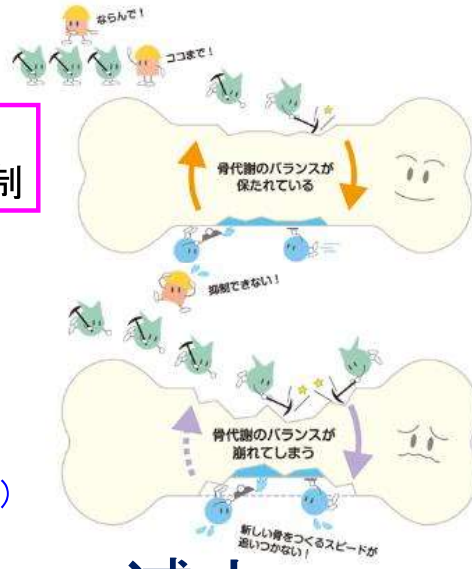 ならんで！
ココまで！
制
骨代謝のバランスが
保たれている
抑制できない！
骨代謝のバランスが
崩れてしまう
)
新しい骨をつくるスピードが
追いつかない！